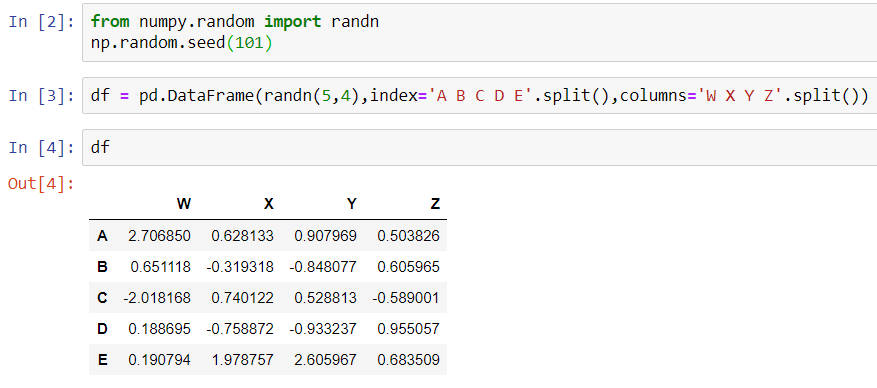 In [2]: from numpy.random import randn
np.random.seed(101)
In [3]: df = pd.DataFrame(randn(5,4),index='A B C D E'.split(),columns='W X Y Z'.split())
In [4]: df
Out[4]:
W X Y Z
A 2.706850 0.628133 0.907969 0.503826
B 0.651118 -0.319318 -0.848077 0.605965
C -2.018168 0.740122 0.528813 -0.589001
D 0.188695 -0.758872 -0.933237 0.955057
E 0.190794 1.978757 2.605967 0.683509